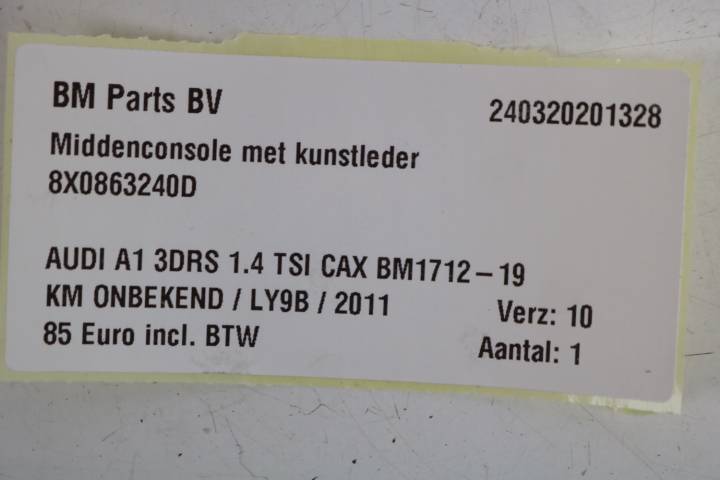 BM Parts BV
240320201328
Middenconsole met kunstleder
8X0863240D
AUDI A1 3DRS 1.4 TSI CAX BM1712-19
KM ONBEKEND / LY9B / 2011
Verz: 10
85 Euro incl. BTW
Aantal: 1